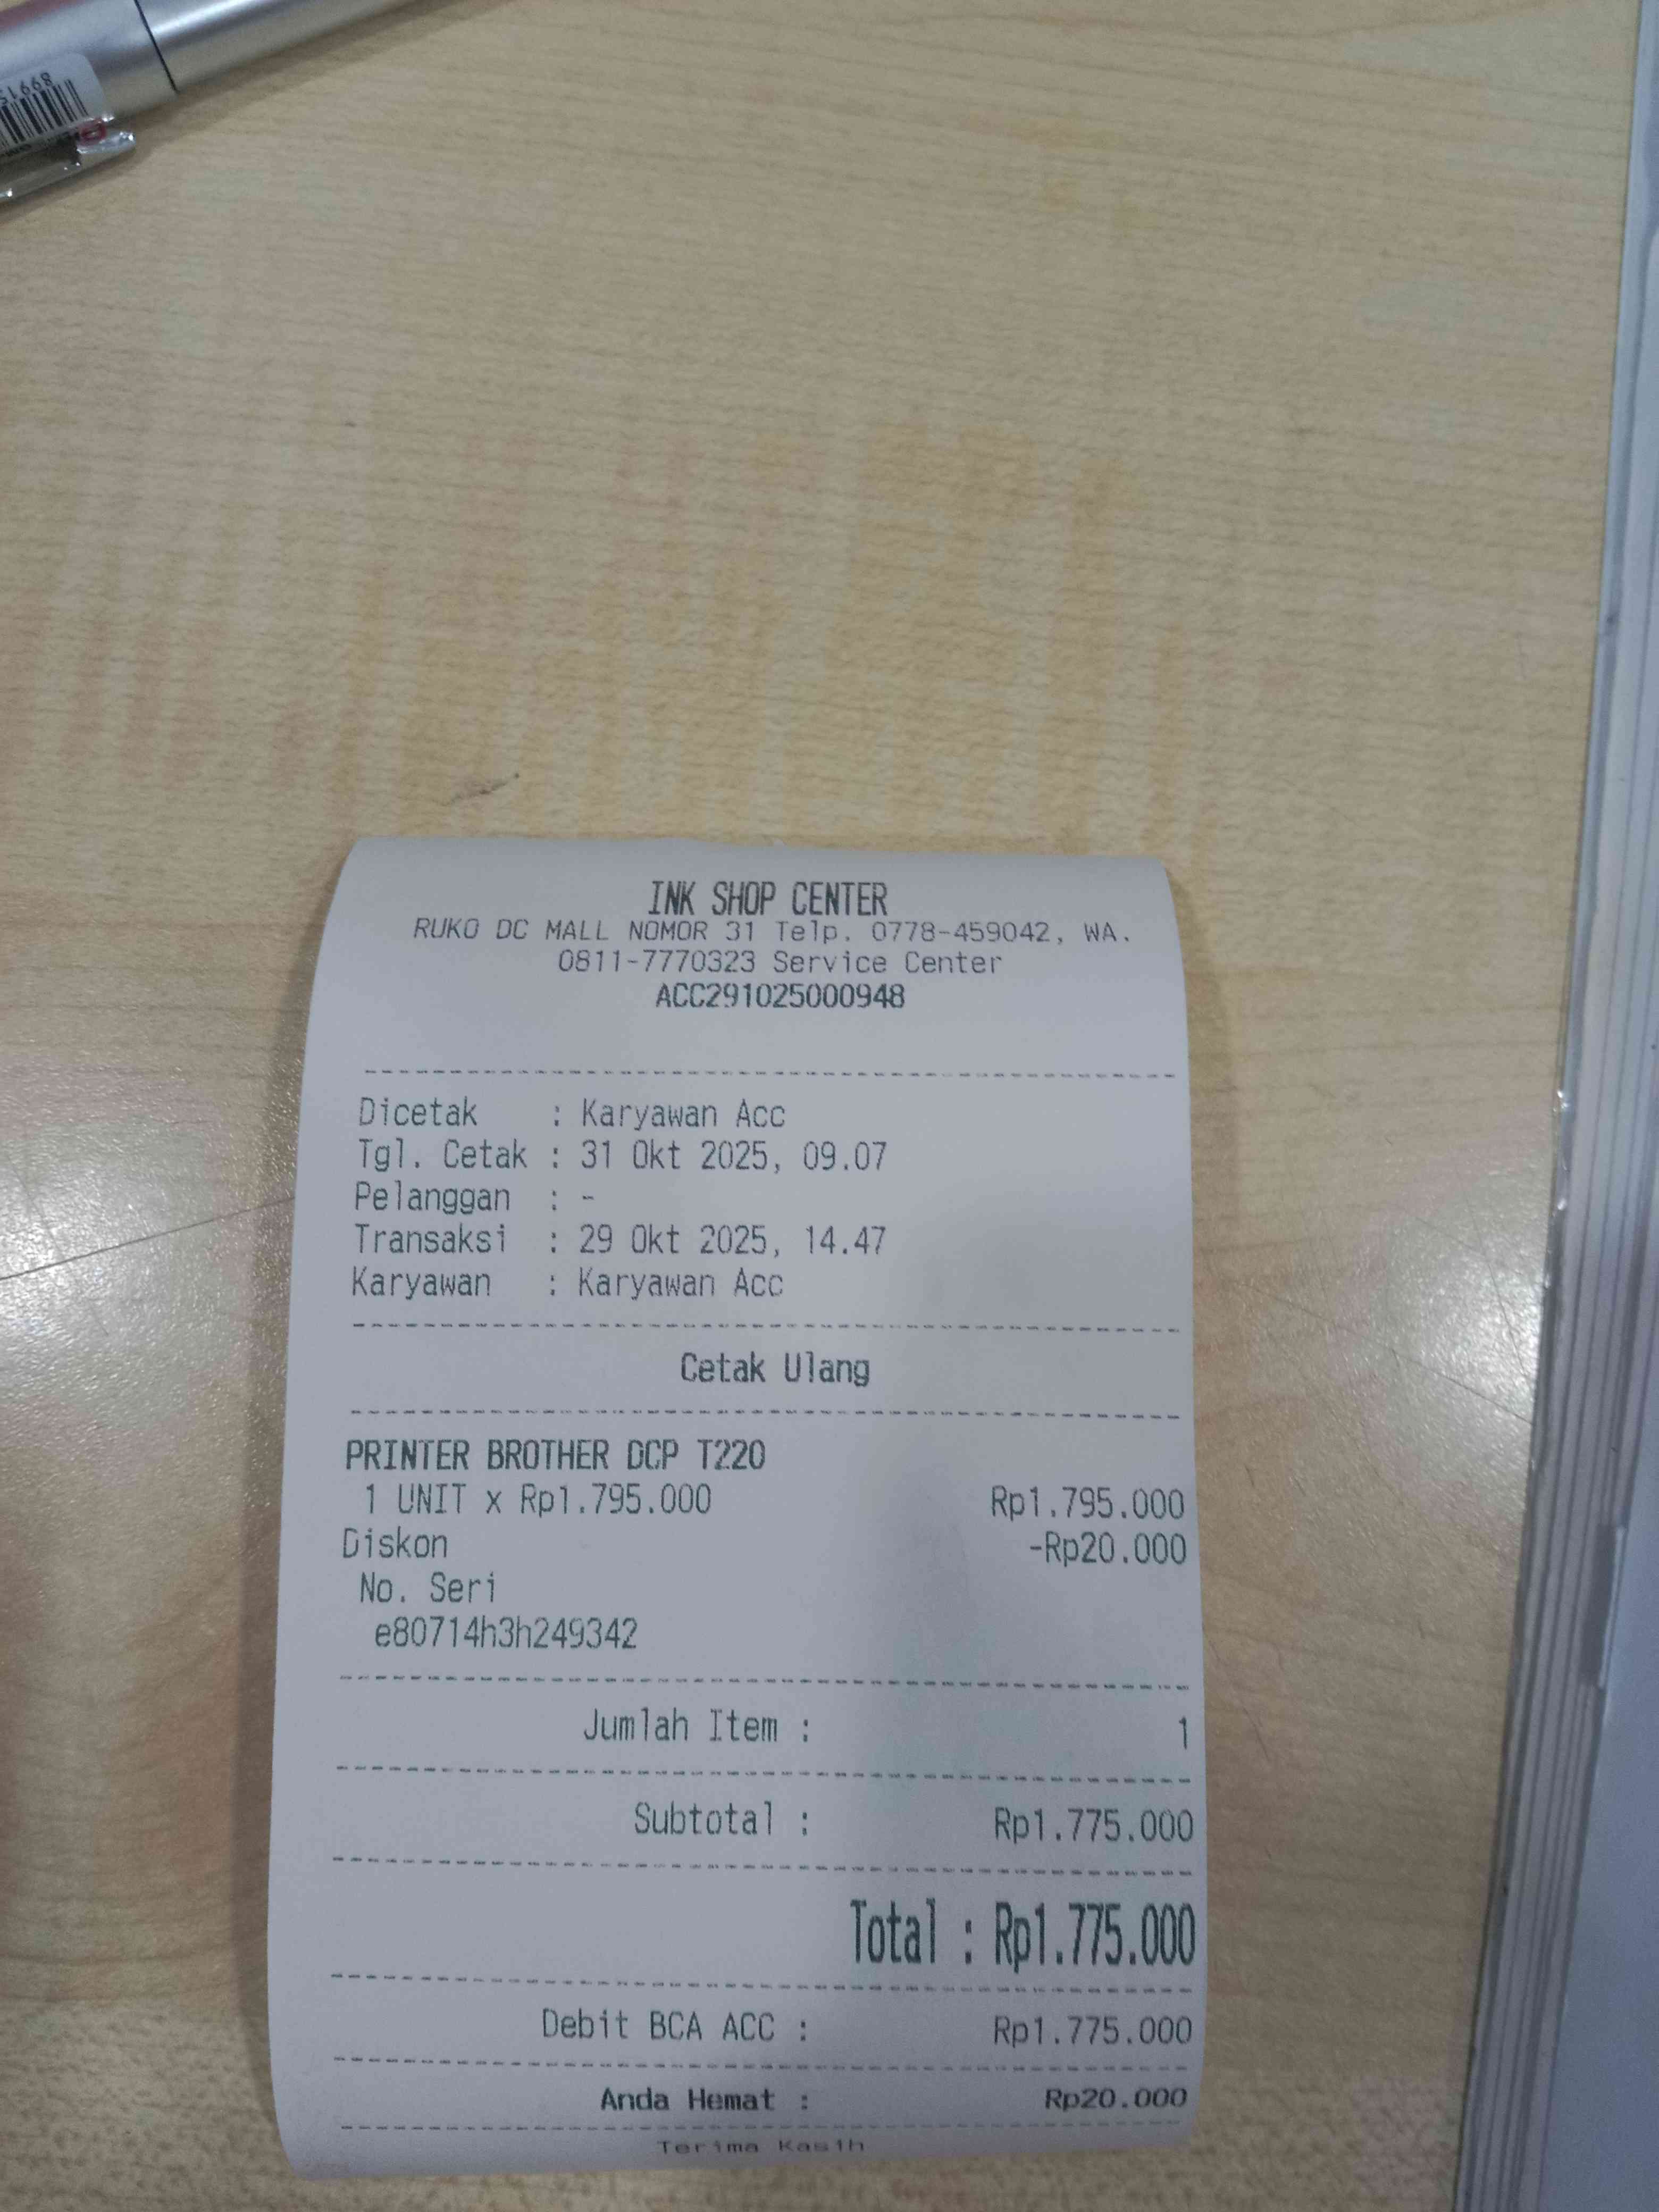 INK SHOP CENTER
RUKO DC MALL NOMOR 31 Telp. 0778-459042, WA.
0811-7770323 Service Center
ACC291025000948
Dicetak : Karyawan Acc
Tgl. Cetak : 31 Okt 2025, 09.07
Pelanggan : -
Transaksi : 29 Okt 2025, 14.47
Karyawan : Karyawan Acc
Cetak Ulang
PRINTER BROTHER DCP T220
1 UNIT x Rp1.795.000 Rp1.795.000
Diskon -Rp20.000
No. Seri
e80714h3h249342
Jumlah Item : 1
Subtotal : Rp1.775.000
Total : Rp1.775.000
Debit BCA ACC : Rp1.775.000
Anda Hemat : Rp20.000
Terima Kasih